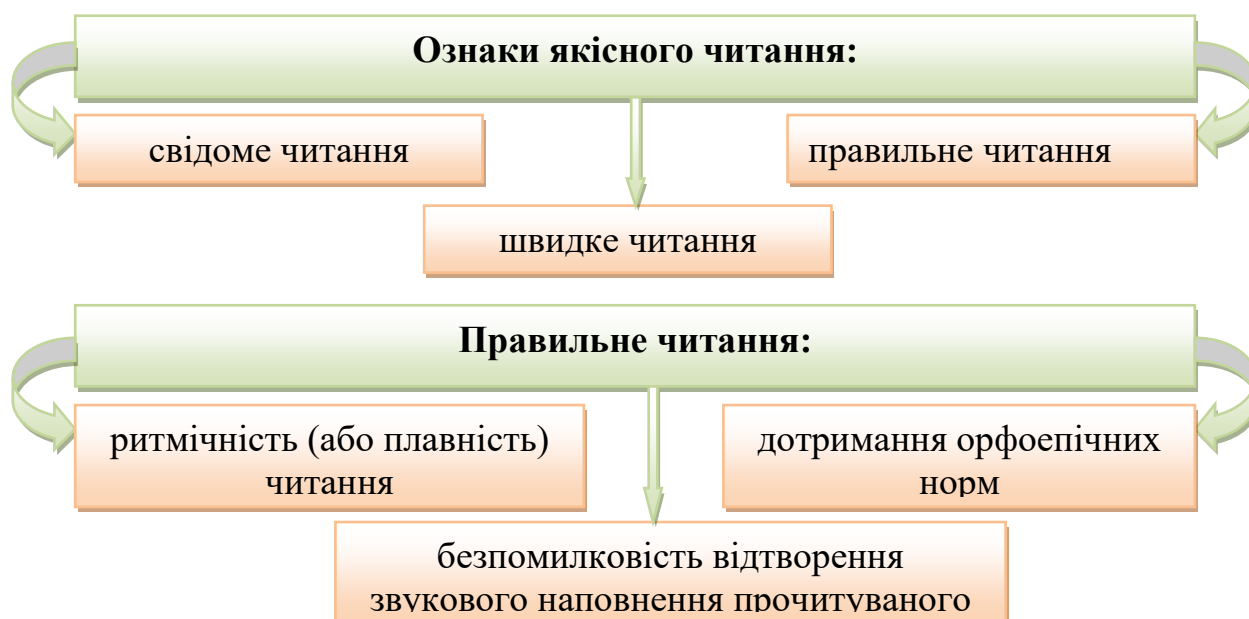 Ознаки якісного читання:
свідоме читання
правильне читання
швидке читання
Правильне читання:
ритмічність (або плавність)
читання
дотримання орфоепічних
норм
безпомилковість відтворення
звукового наповнення прочитуваного